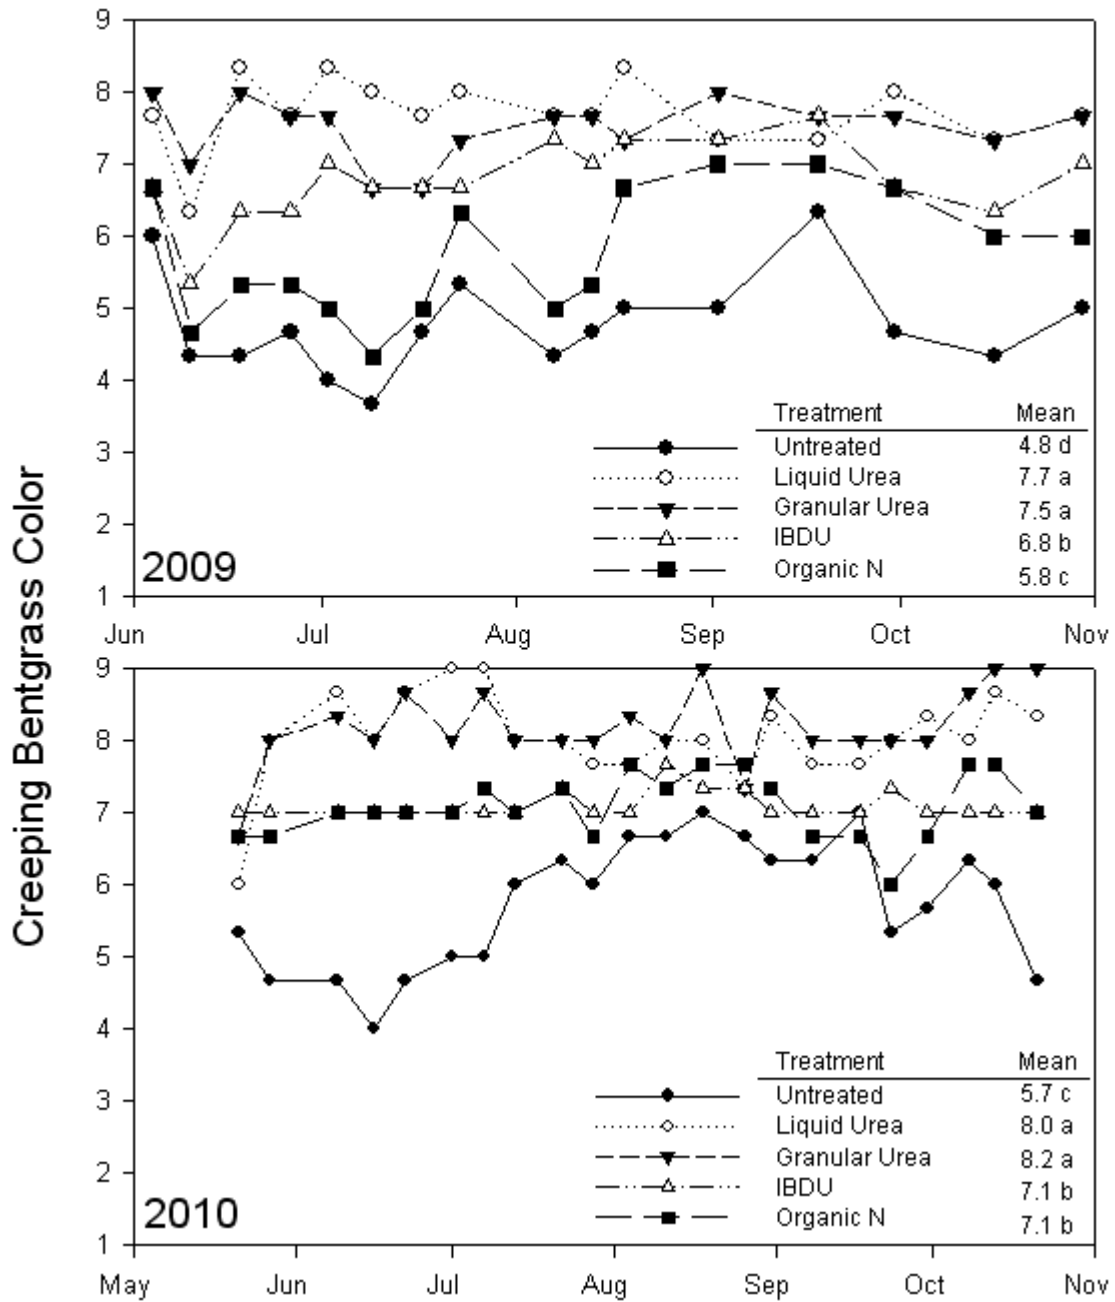 Creeping Bentgrass Color
9
8
7
6
5
4
3
2
1
2009
Treatment Mean
Untreated 4.8 d
Liquid Urea 7.7 a
Granular Urea 7.5 a
IBDU 6.8 b
Organic N 5.8 c
Jun Jul Aug Sep Oct Nov
9
8
7
6
5
4
3
2
1
2010
Treatment Mean
Untreated 5.7 c
Liquid Urea 8.0 a
Granular Urea 8.2 a
IBDU 7.1 b
Organic N 7.1 b
May Jun Jul Aug Sep Oct Nov